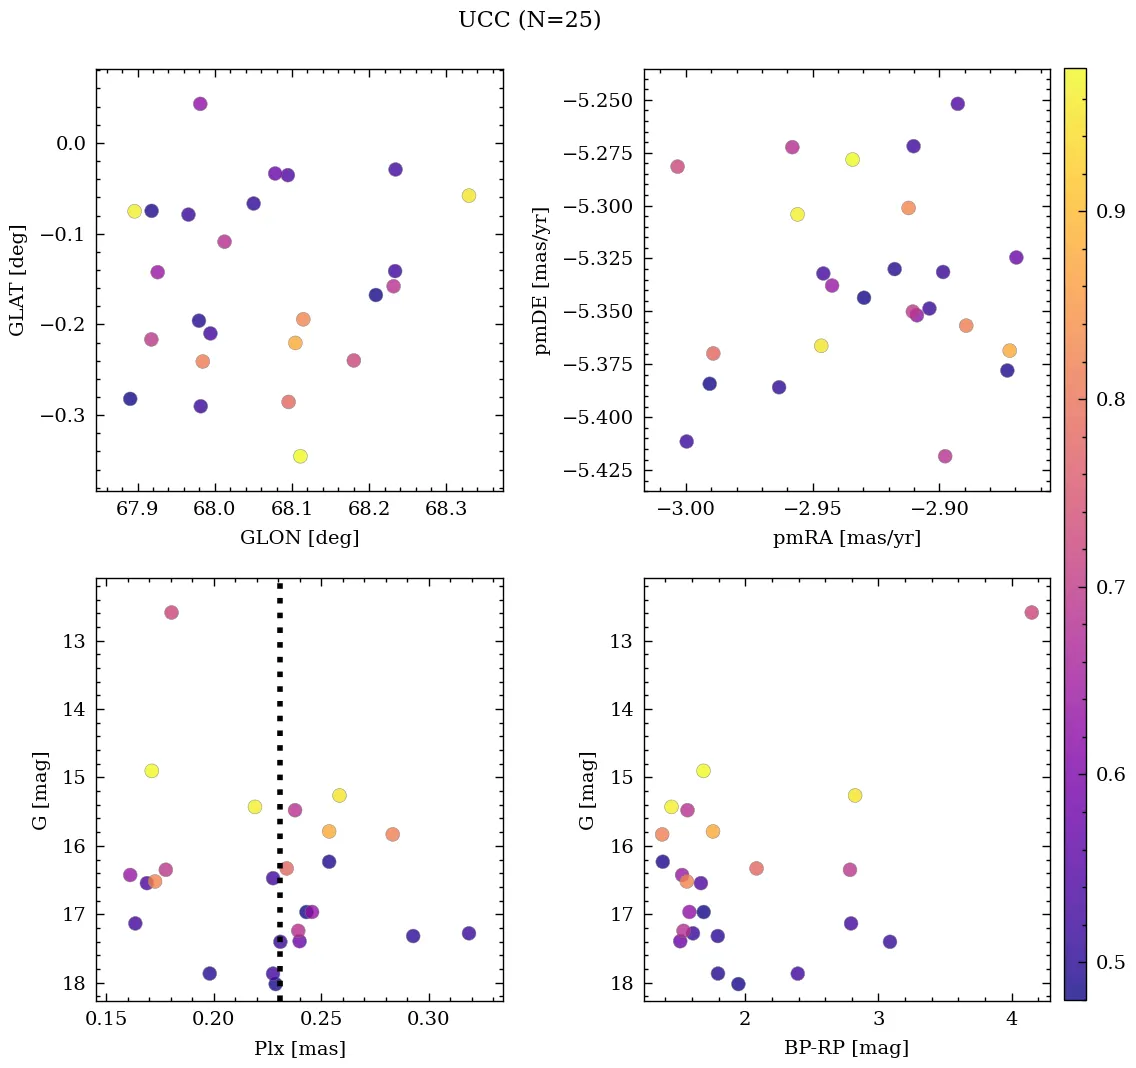 UCC (N=25)
0.0
−0.1
−0.2
−0.3
GLAT [deg]
67.9 68.0 68.1 68.2 68.3
GLON [deg]
−5.250
−5.275
−5.300
−5.325
−5.350
−5.375
−5.400
−5.425
pmDE [mas/yr]
−3.00 −2.95 −2.90
pmRA [mas/yr]
13
14
15
16
17
18
G [mag]
0.15 0.20 0.25 0.30
Plx [mas]
13
14
15
16
17
18
G [mag]
2 3 4
BP-RP [mag]
0.9
0.8
0.7
0.6
0.5